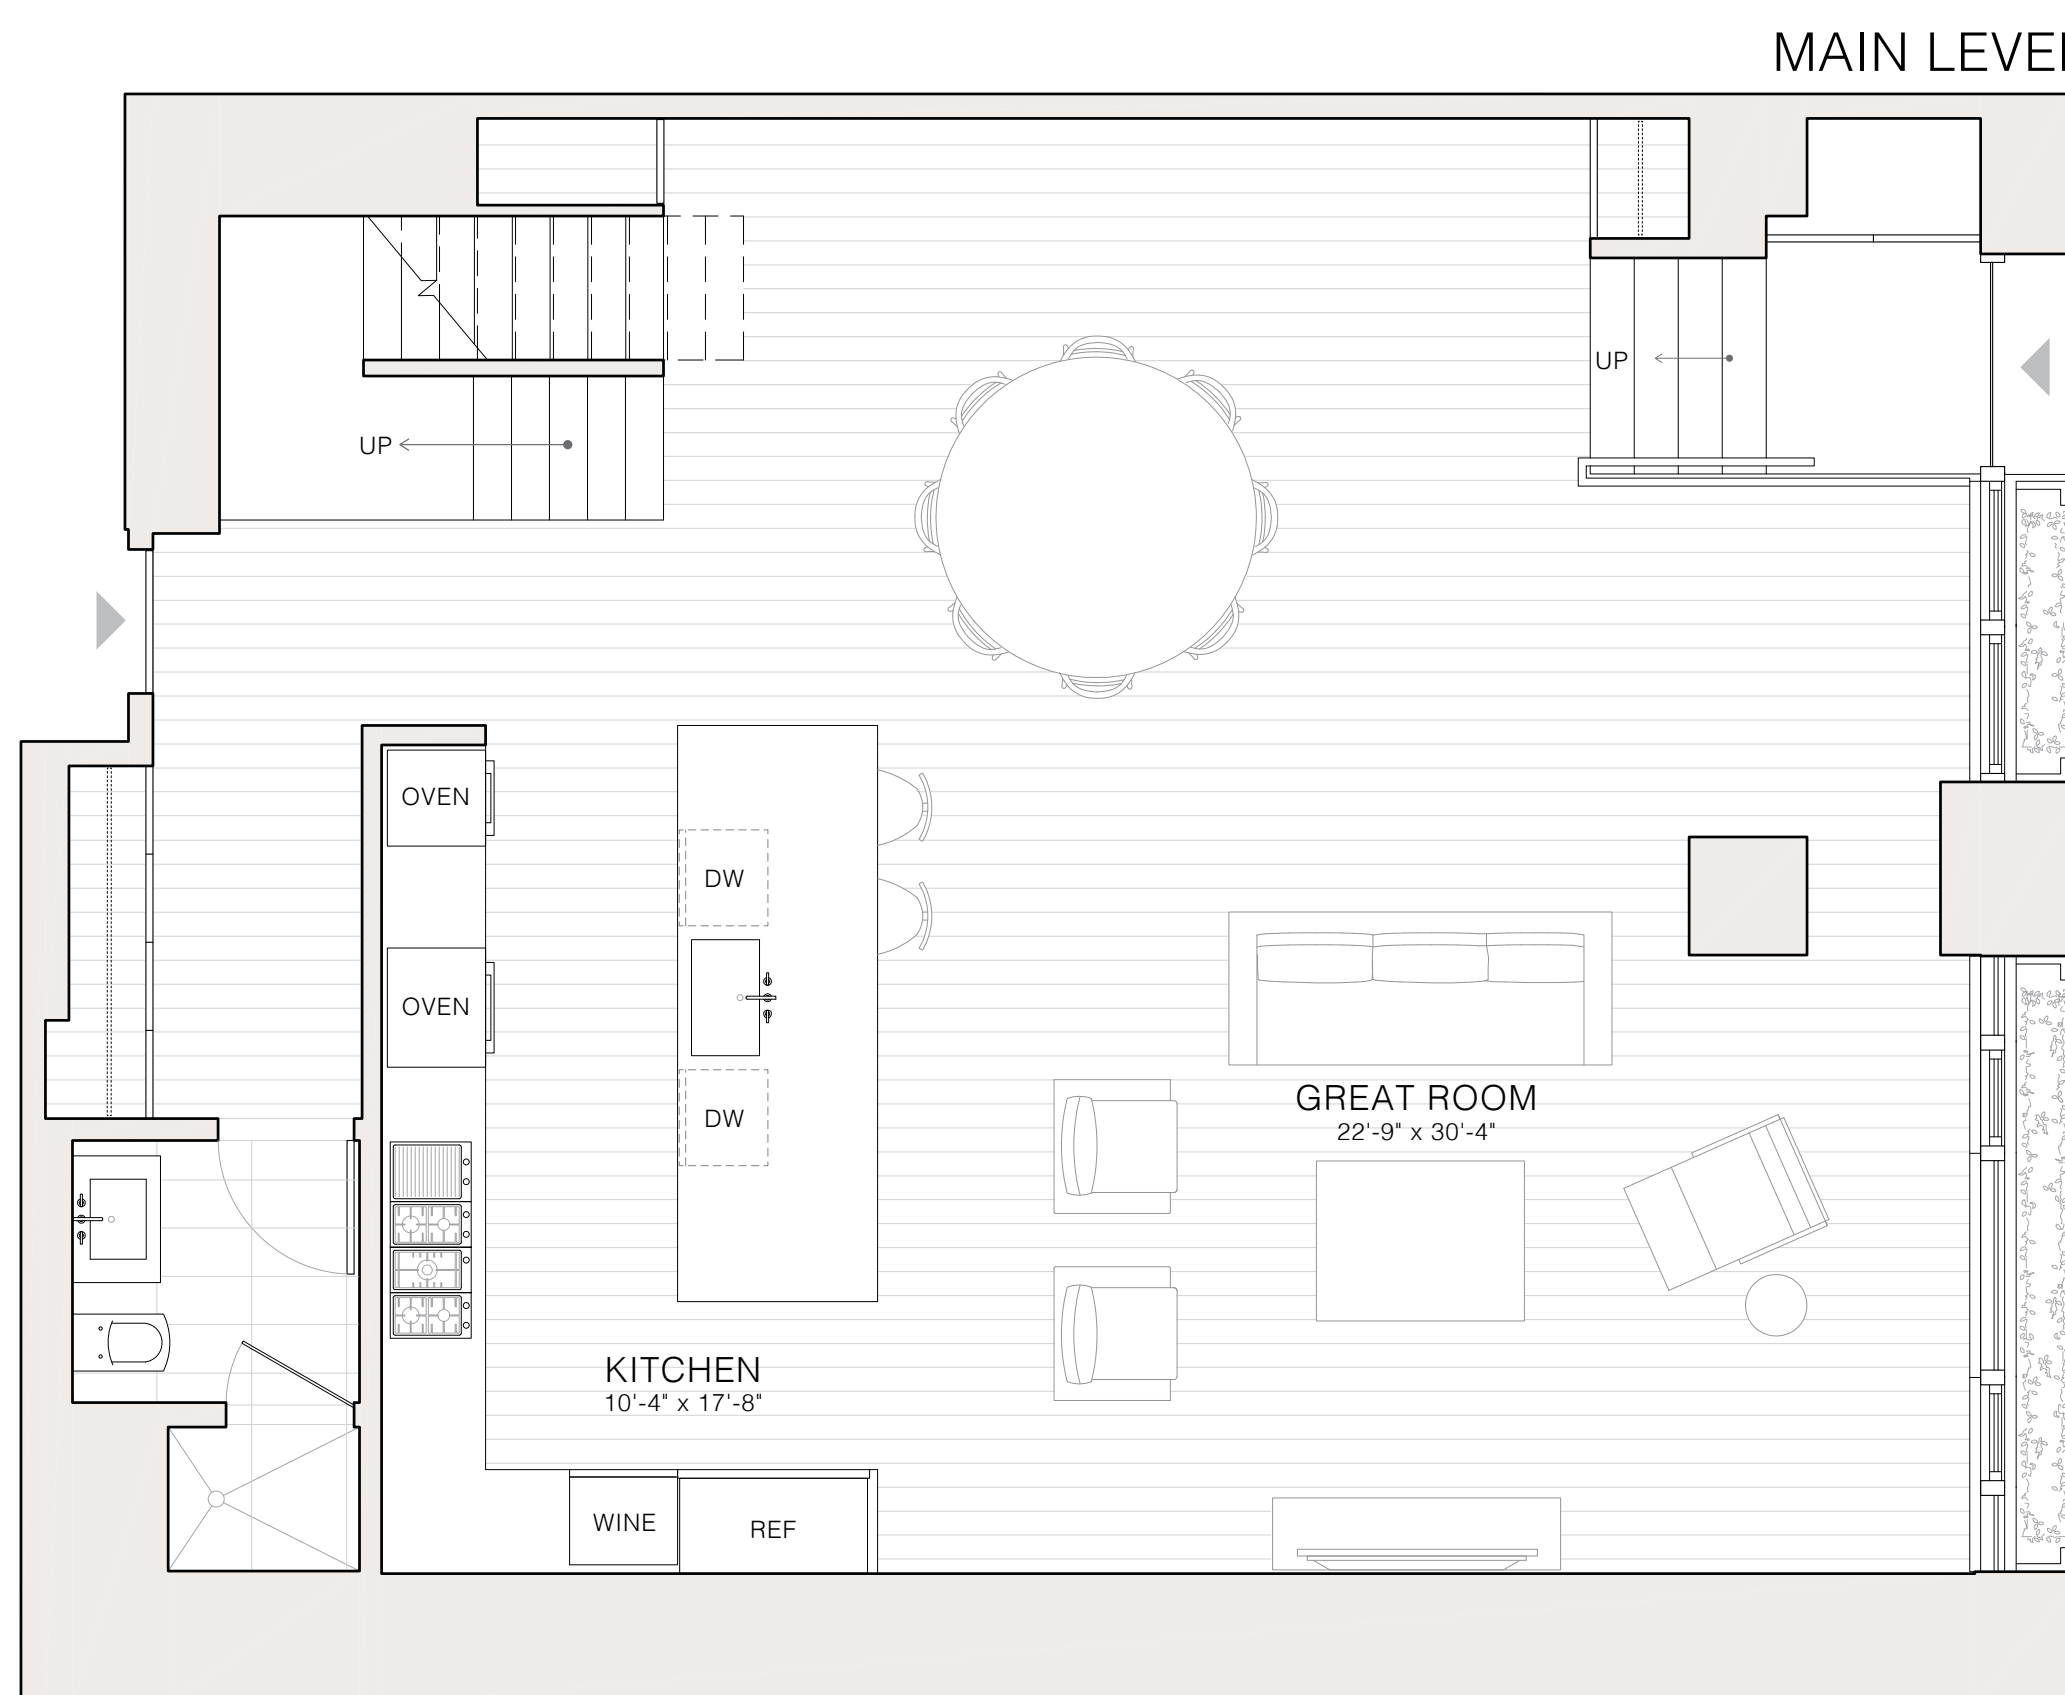 MAIN LEVEL
UP
UP
OVEN
DW
OVEN
DW
GREAT ROOM
22'-9" x 30'-4"
KITCHEN
10'-4" x 17'-8"
WINE
REF